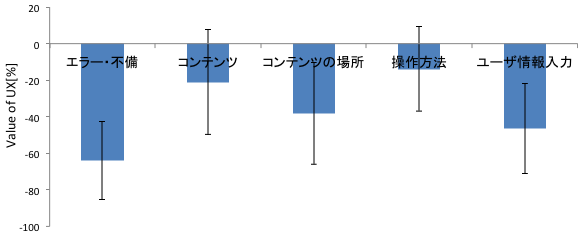 20
0
-20
-40
-60
-80
-100
Value of UX[%]
エラー・不備
コンテンツ
コンテンツの場所
操作方法
ユーザ情報入力